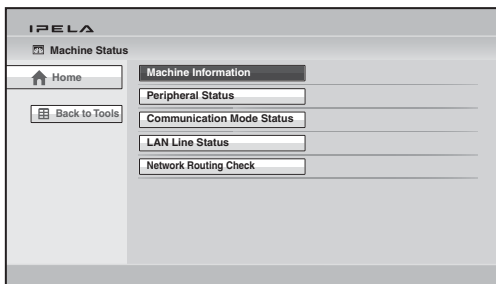 IPELA
Machine Status
Home
Back to Tools
Machine Information
Peripheral Status
Communication Mode Status
LAN Line Status
Network Routing Check